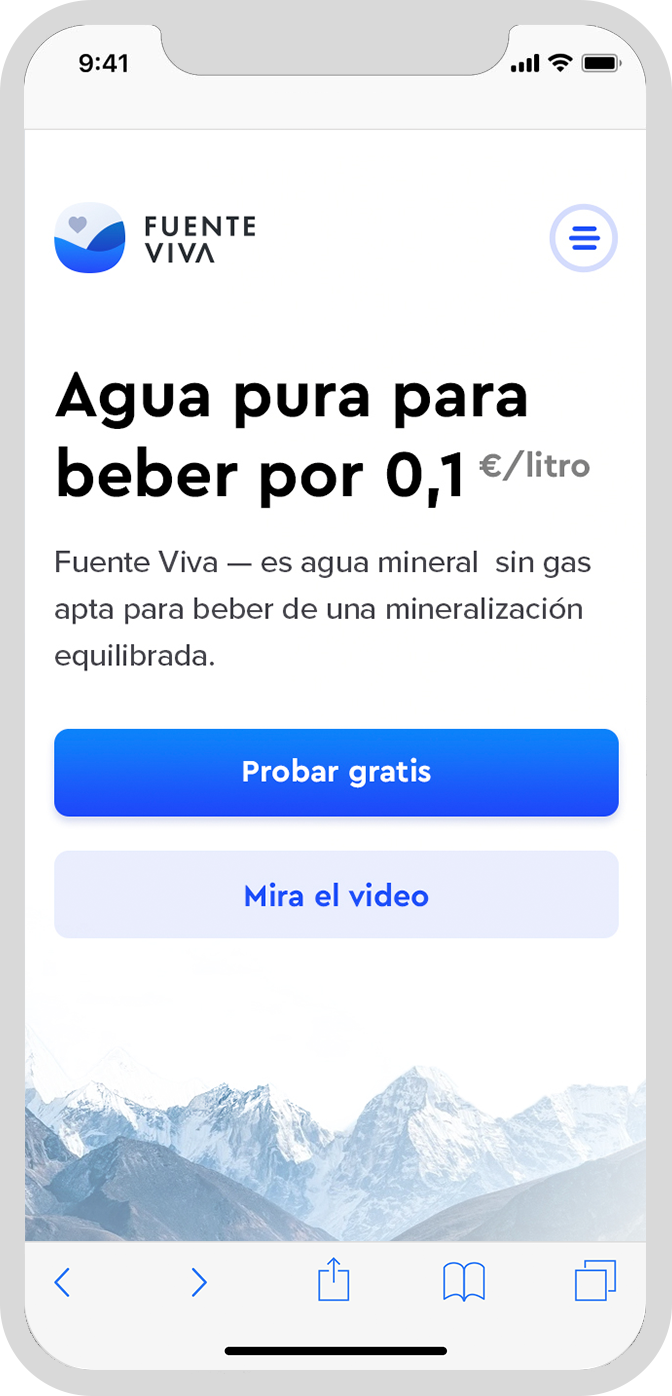 9:41
FUENTE
VIVA
Agua pura para
beber por 0,1 €/litro
Fuente Viva — es agua mineral  sin gas
apta para beber de una mineralización
equilibrada.
Probar gratis
Mira el video